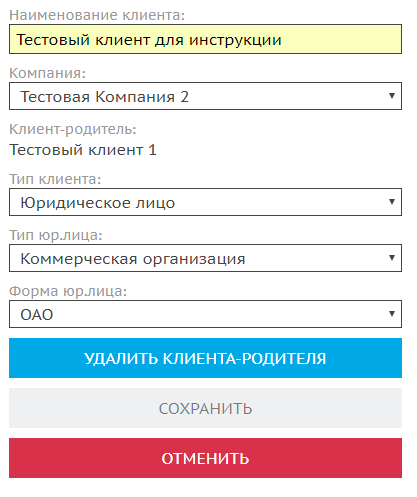 Наименование клиента:
Тестовый клиент для инструкции
Компания:
Тестовая Компания 2
Клиент-родитель:
Тестовый клиент 1
Тип клиента:
Юридическое лицо
Тип юр.лица:
Коммерческая организация
Форма юр.лица:
ОАО
УДАЛИТЬ КЛИЕНТА-РОДИТЕЛЯ
СОХРАНИТЬ
ОТМЕНИТЬ